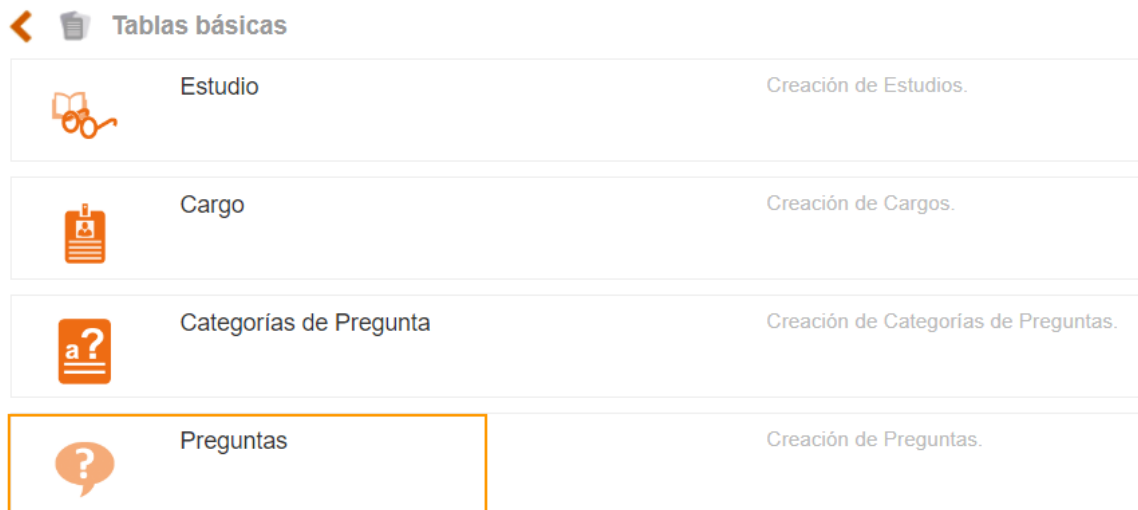 Tablas básicas
Estudio
Creación de Estudios.
Cargo
Creación de Cargos.
a?
Categorías de Pregunta
Creación de Categorías de Preguntas.
?
Preguntas
Creación de Preguntas.